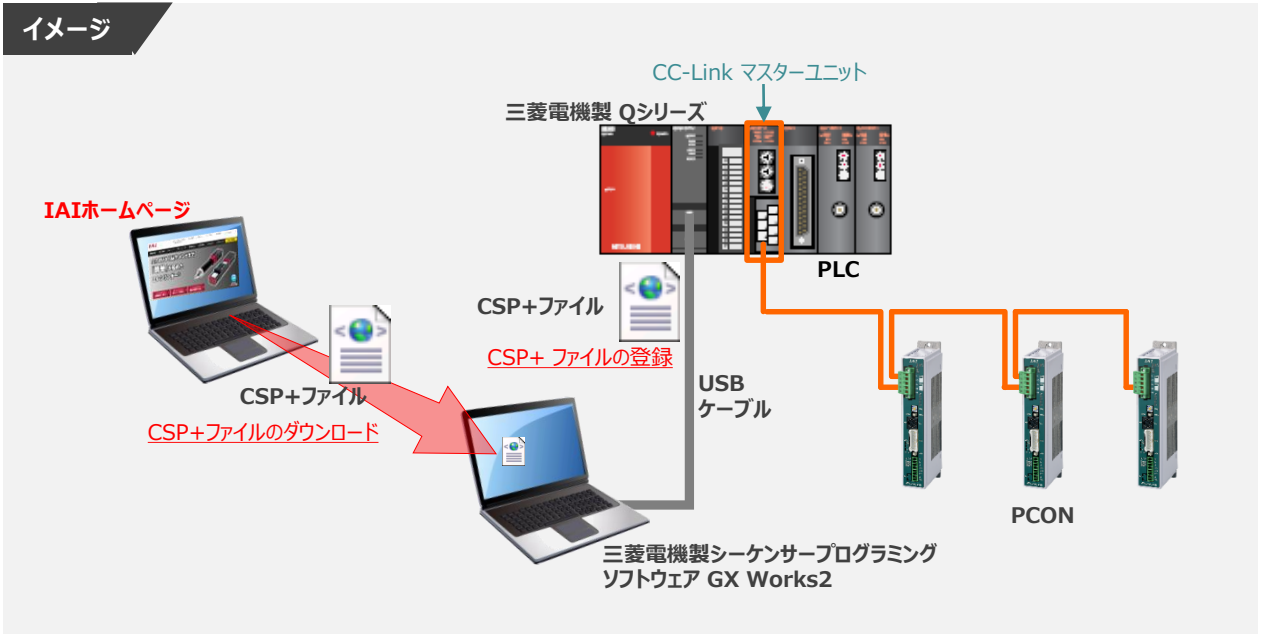 イメージ
CC-Link マスターユニット
三菱電機製 Qシリーズ
IAIホームページ
PLC
CSP+ファイル
CSP+ ファイルの登録
USB
ケーブル
CSP+ファイル
CSP+ファイルのダウンロード
PCON
三菱電機製シーケンサープログラミング
ソフトウェア GX Works2